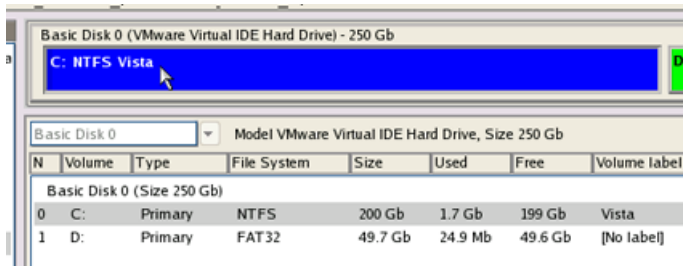 Basic Disk 0 (VMware Virtual IDE Hard Drive) - 250 Gb
C: NTFS Vista
Basic Disk 0 Model VMware Virtual IDE Hard Drive, Size 250 Gb
N Volume Type File System Size Used Free Volume label
Basic Disk 0 (Size 250 Gb)
0 C: Primary NTFS 200 Gb 1.7 Gb 199 Gb Vista
1 D: Primary FAT32 49.7 Gb 24.9 Mb 49.6 Gb [No label]